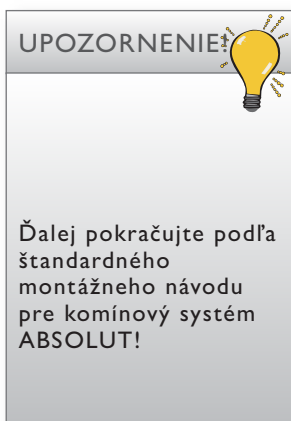 UPOZORNENIE!
Ďalej pokračujte podľa
štandardného
montážneho návodu
pre komínový systém
ABSOLUT!